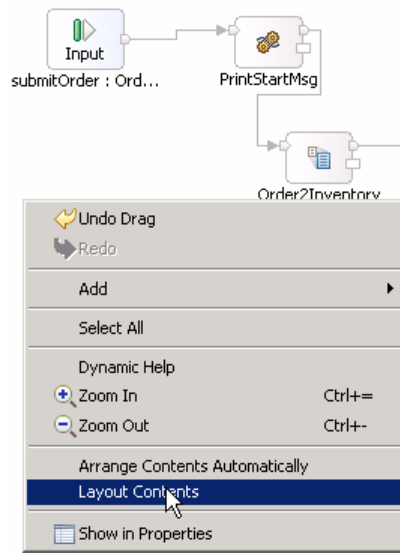 Input
submitOrder : Ord...
PrintStartMsg
Order2Inventory
Undo Drag
Redo
Add
Select All
Dynamic Help
Zoom In Ctrl+=
Zoom Out Ctrl+-
Arrange Contents Automatically
Layout Contents
Show in Properties